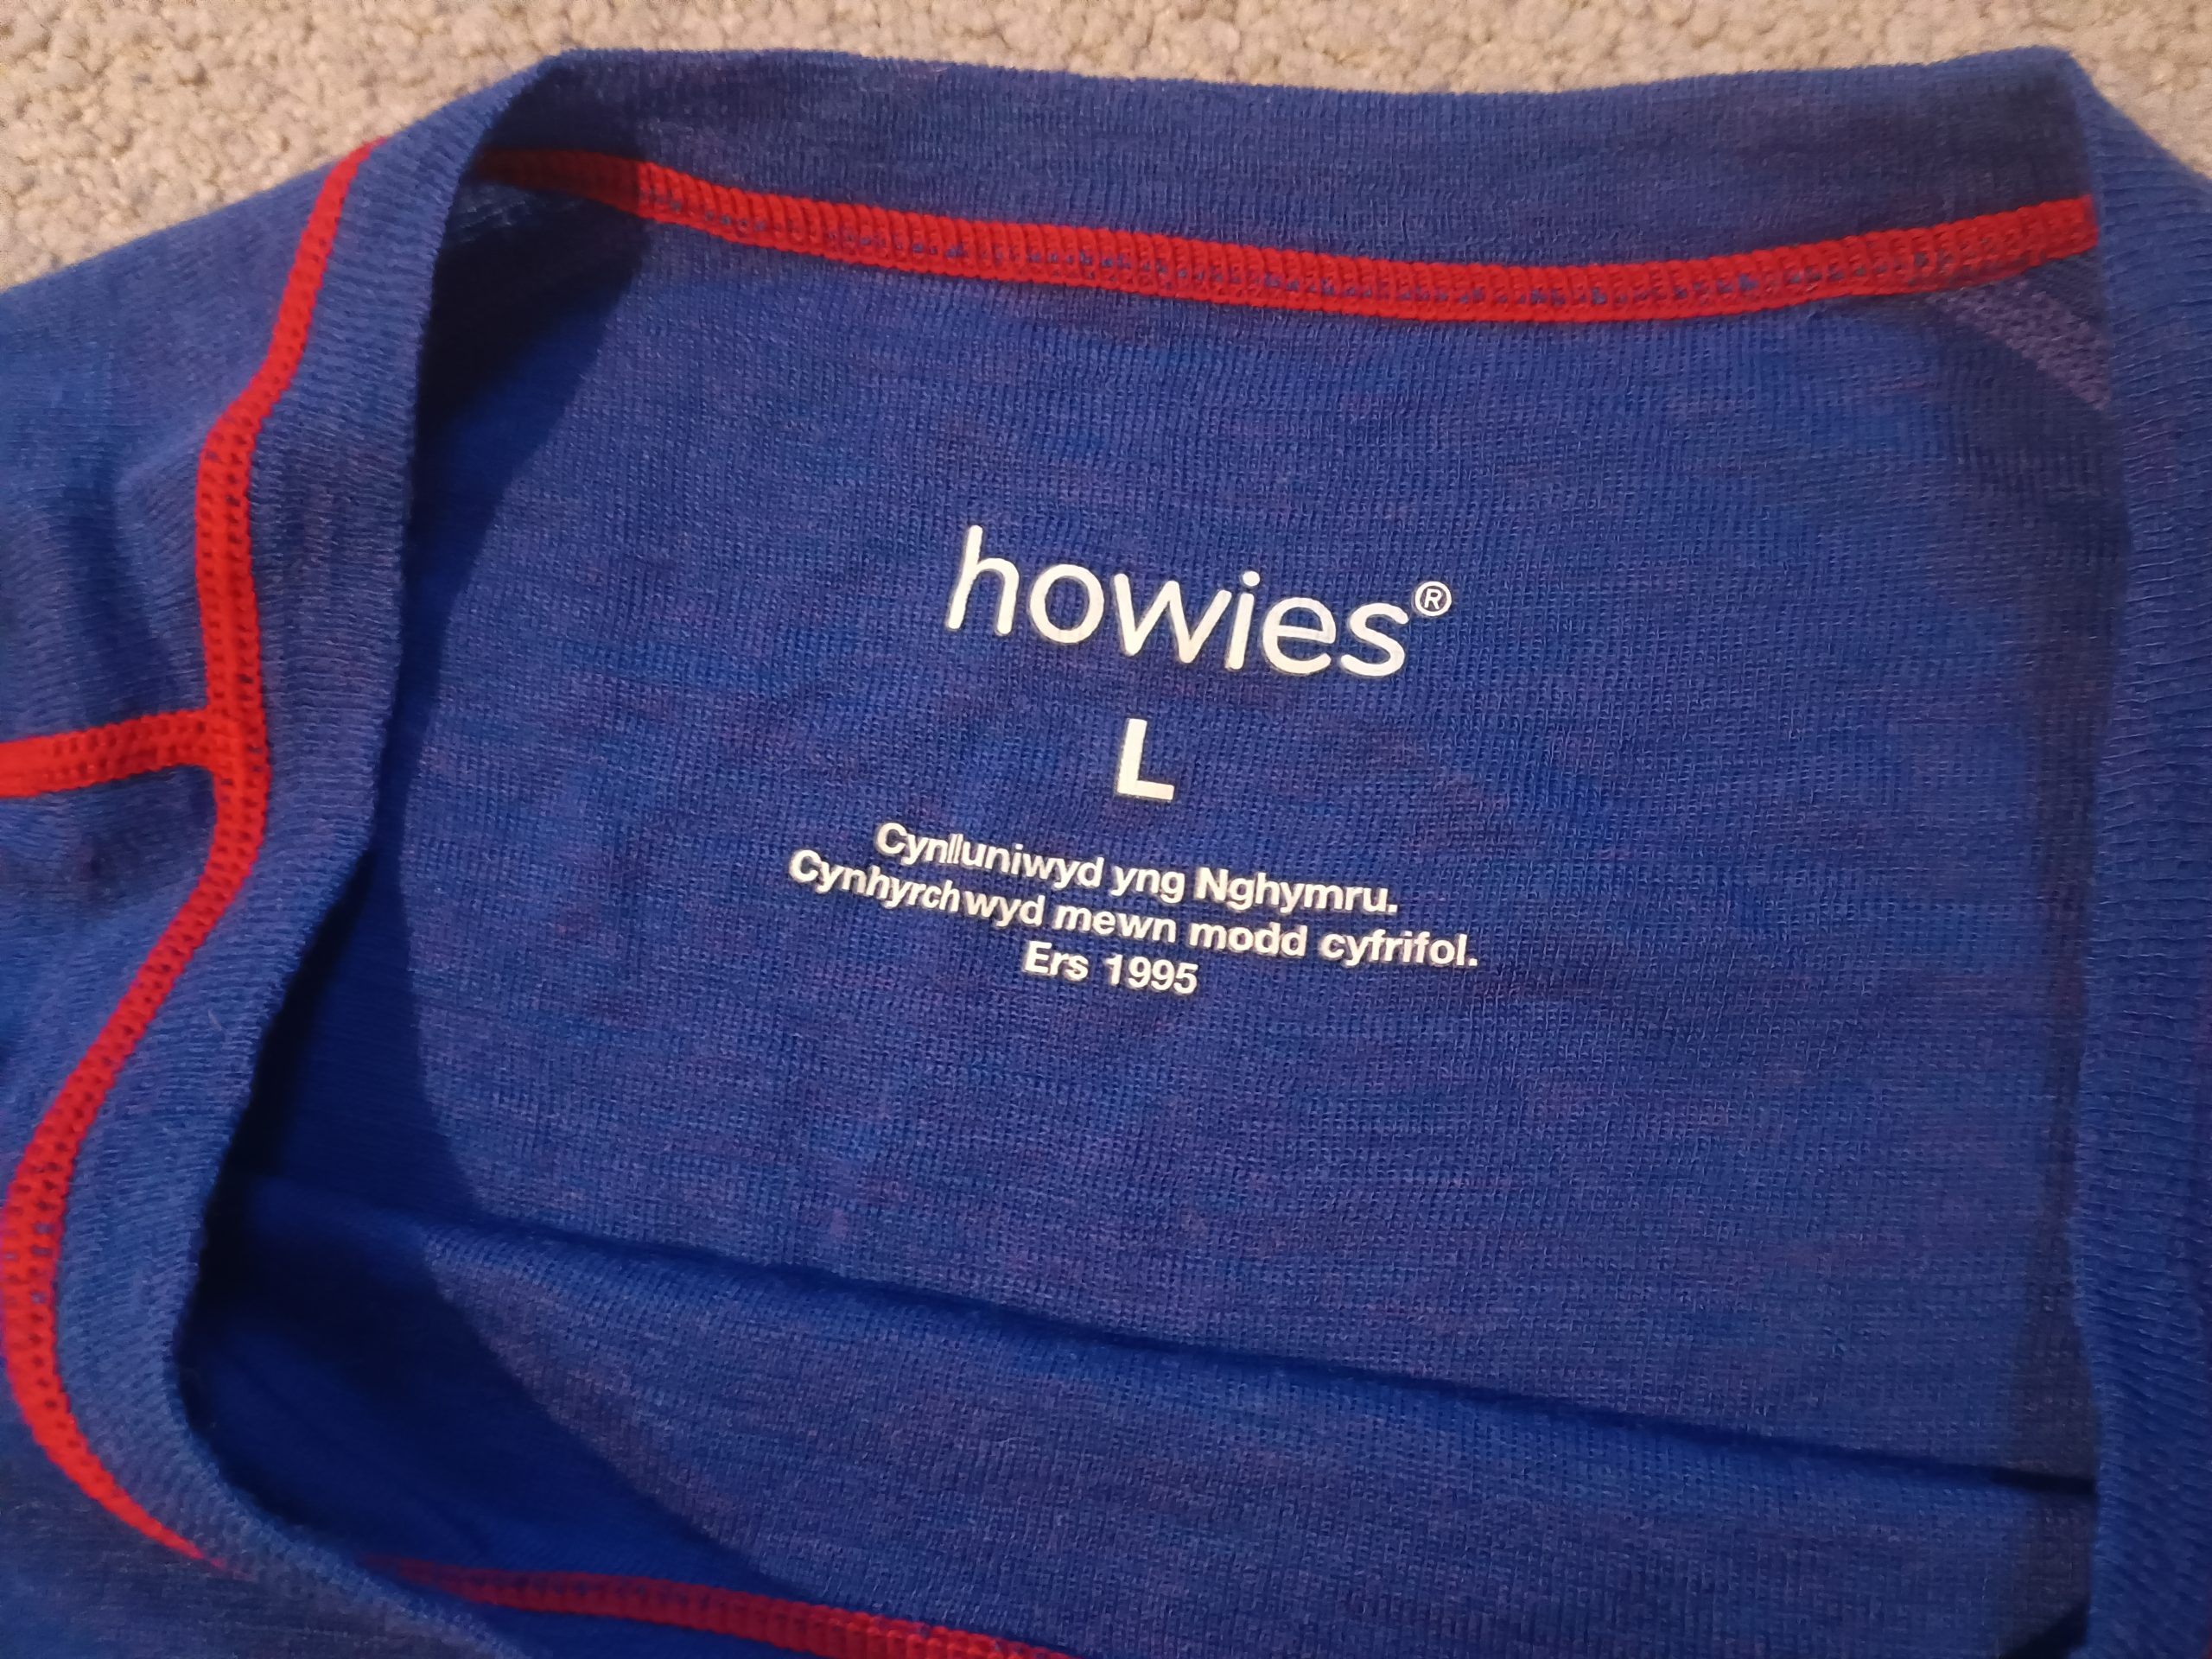 howies®
L
Cynlluniwyd yng Nghymru.
Cynhyrchwyd mewn modd cyfrifol.
Ers 1995